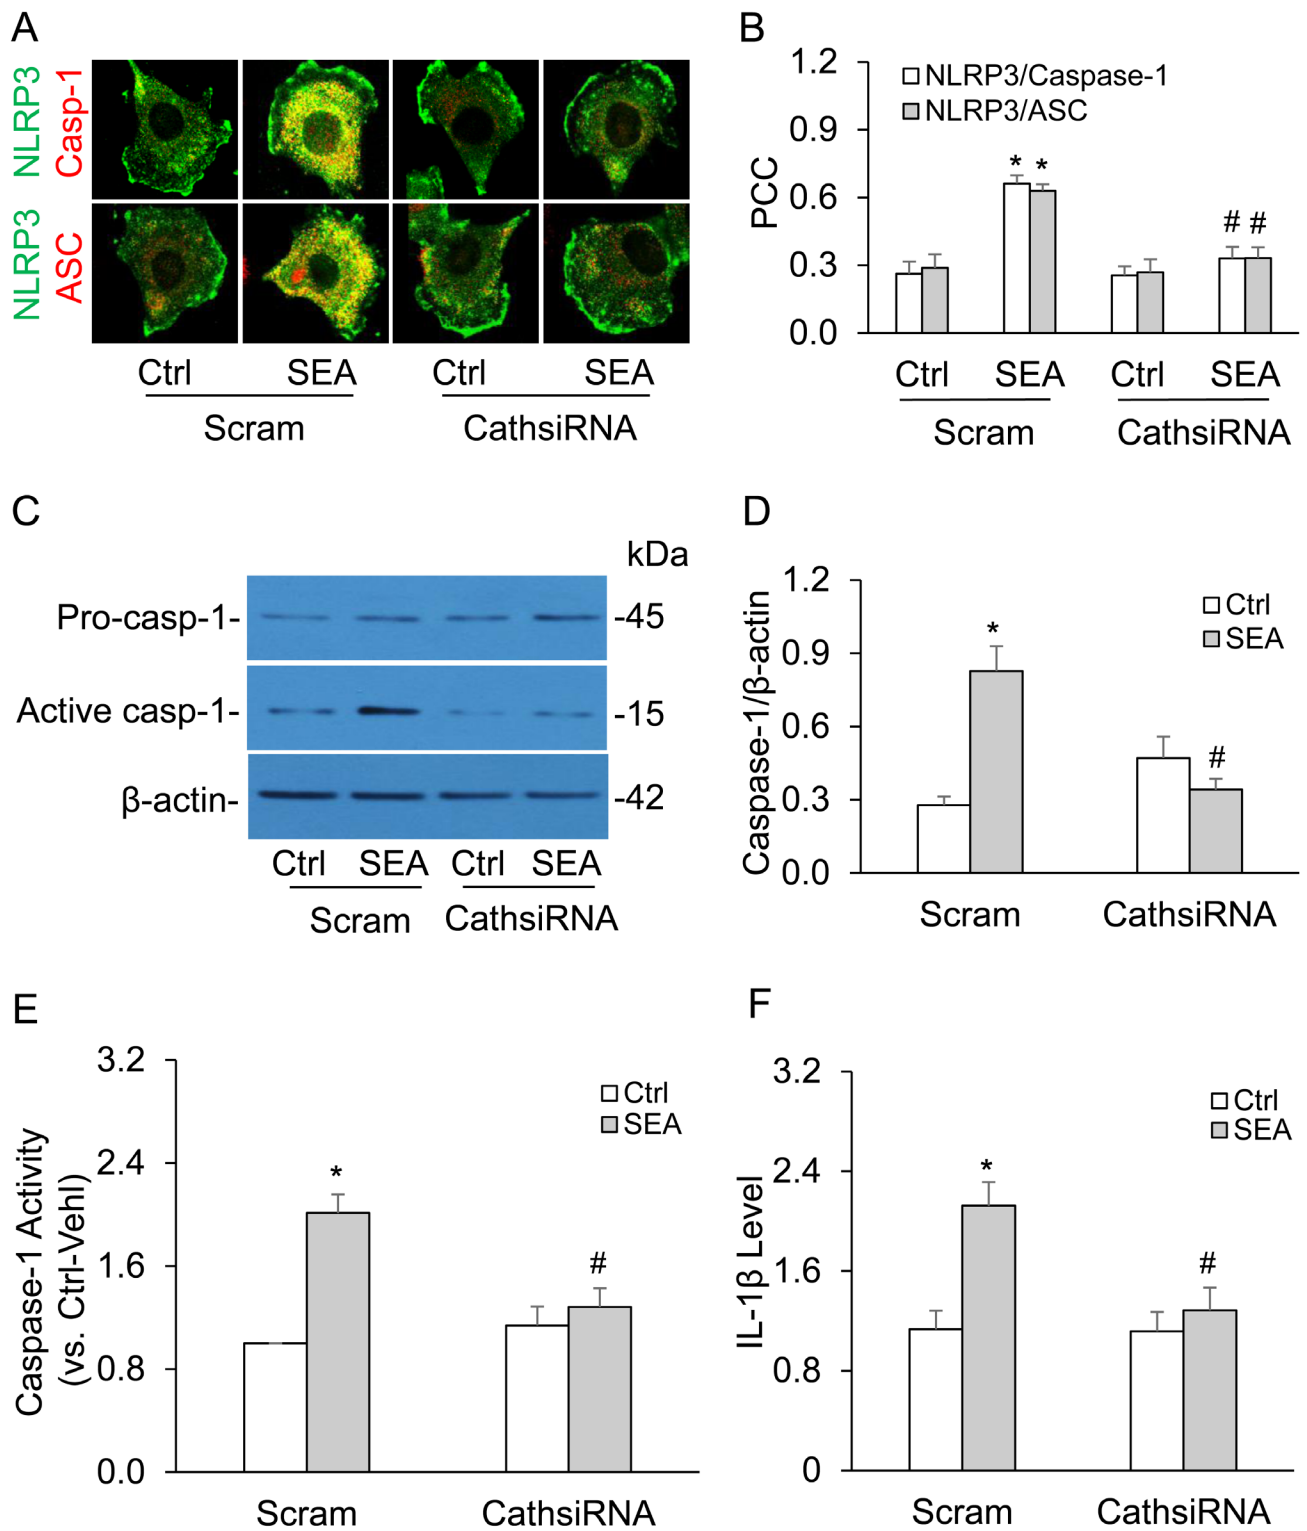 A
NLRP3
Casp-1
NLRP3
ASC
Ctrl SEA Ctrl SEA
Scram CathsiRNA
B
PCC
1.2
0.9
0.6
0.3
0.0
NLRP3/Caspase-1
NLRP3/ASC
* *
# #
Ctrl SEA Ctrl SEA
Scram CathsiRNA
C
kDa
Pro-casp-1- -45
Active casp-1- -15
β-actin- -42
Ctrl SEA Ctrl SEA
Scram CathsiRNA
D
Caspase-1/β-actin
1.2
0.9
0.6
0.3
0.0
Ctrl
SEA
*
#
Scram CathsiRNA
E
Caspase-1 Activity
(vs. Ctrl-Vehl)
3.2
2.4
1.6
0.8
0.0
Ctrl
SEA
*
#
Scram CathsiRNA
F
IL-1β Level
3.2
2.4
1.6
0.8
0
Ctrl
SEA
*
#
Scram CathsiRNA